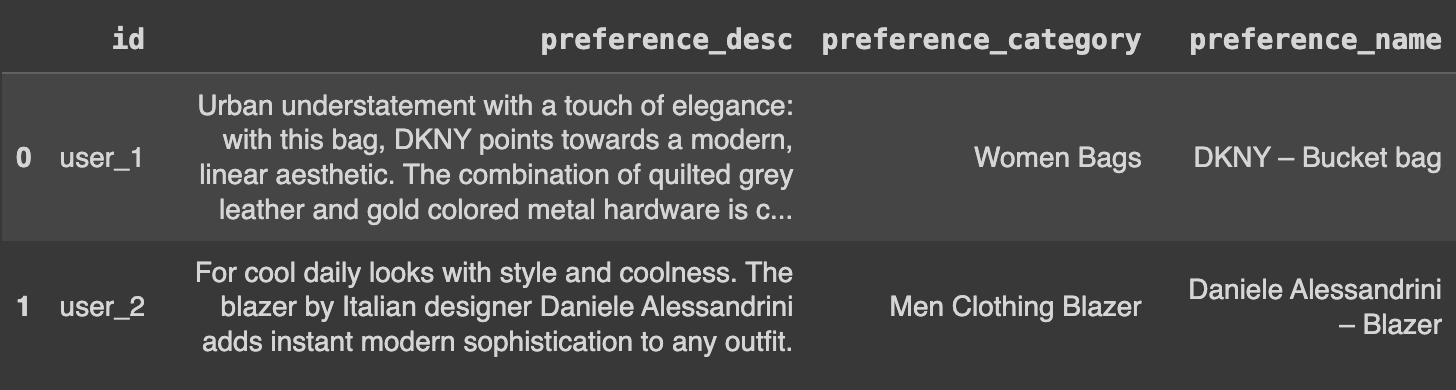 id preference_desc preference_category preference_name
Urban understatement with a touch of elegance:
with this bag, DKNY points towards a modern,
0 user_1 Women Bags DKNY – Bucket bag
linear aesthetic. The combination of quilted grey
leather and gold colored metal hardware is c...
For cool daily looks with style and coolness. The
1 user_2 blazer by Italian designer Daniele Alessandrini Men Clothing Blazer Daniele Alessandrini
– Blazer
adds instant modern sophistication to any outfit.